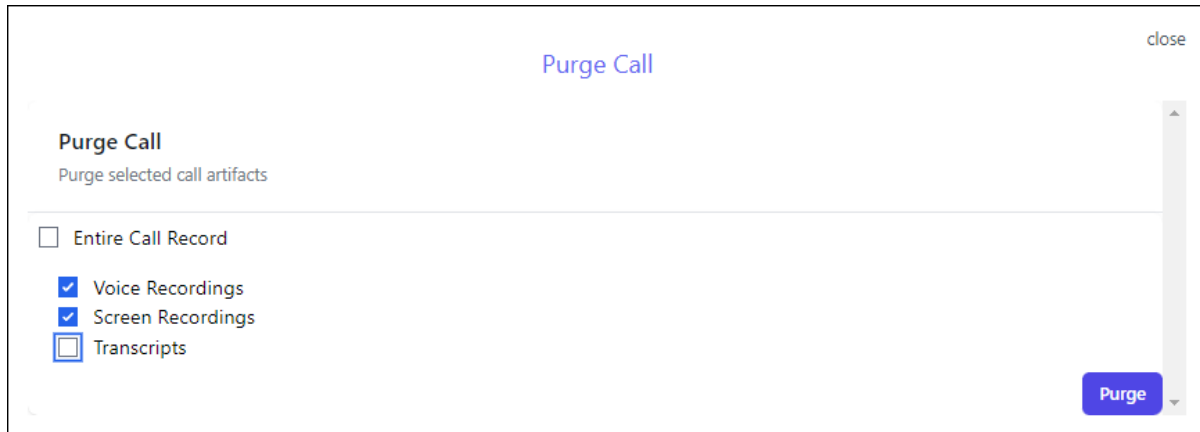 close
Purge Call
Purge Call
Purge selected call artifacts
Entire Call Record
Voice Recordings
Screen Recordings
Transcripts
Purge